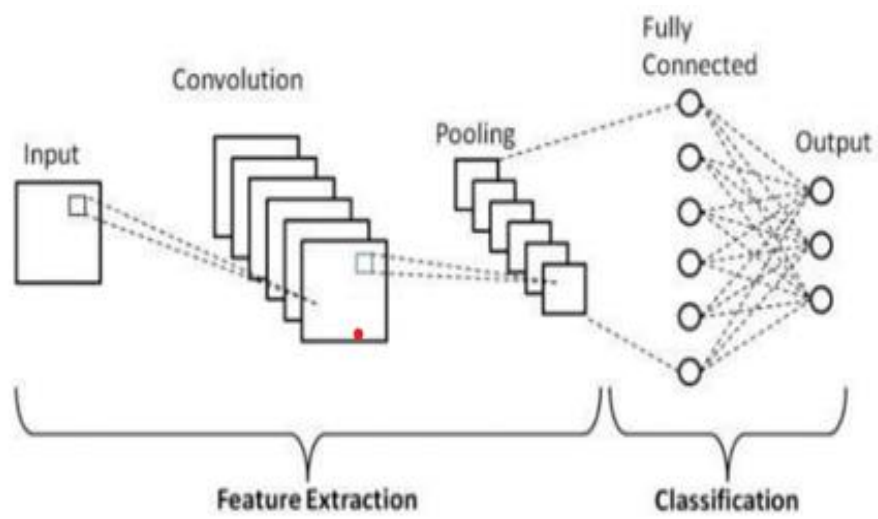 Fully
Connected
Convolution
Pooling
Output
Input
Feature Extraction
Classification